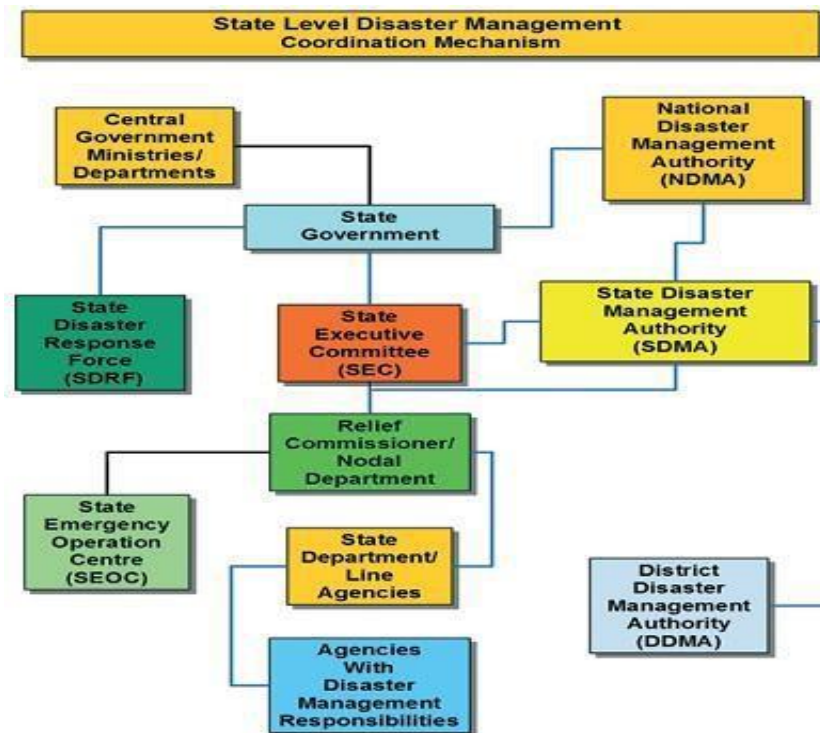 State Level Disaster Management
Coordination Mechanism
Central
Government
Ministries/
Departments
National
Disaster
Management
Authority
(NDMA)
State
Government
State
Disaster
Response
Force
(SDRF)
State
Executive
Committee
(SEC)
State Disaster
Management
Authority
(SDMA)
Relief
Commissioner/
Nodal
Department
State
Emergency
Operation
Centre
(SEOC)
State
Department/
Line
Agencies
District
Disaster
Management
Authority
(DDMA)
Agencies
With
Disaster
Management
Responsibilities